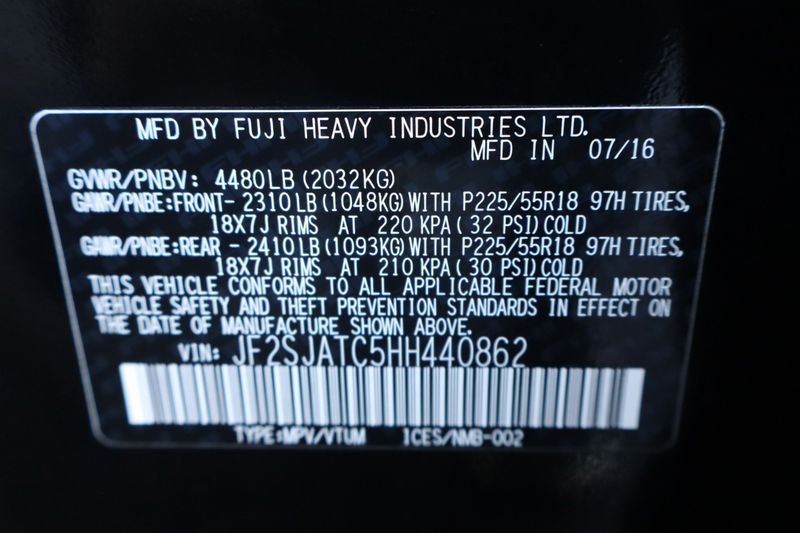 MFD BY FUJI HEAVY INDUSTRIES LTD.
MFD IN 07/16
GVWR/PNBV: 4480LB (2032KG)
GAWR/PNBE:FRONT- 2310LB (1048KG) WITH P225/55R18 97H TIRES,
18X7J RIMS AT 220 KPA ( 32 PSI) COLD
GAWR/PNBE:REAR - 2410LB (1093KG) WITH P225/55R18 97H TIRES,
18X7J RIMS AT 210 KPA ( 30 PSI) COLD
THIS VEHICLE CONFORMS TO ALL APPLICABLE FEDERAL MOTOR
VEHICLE SAFETY AND THEFT PREVENTION STANDARDS IN EFFECT ON
THE DATE OF MANUFACTURE SHOWN ABOVE.
VIN: JF2SJATC5HH440862
TYPE:MPV/VTUM ICES/NMB-002